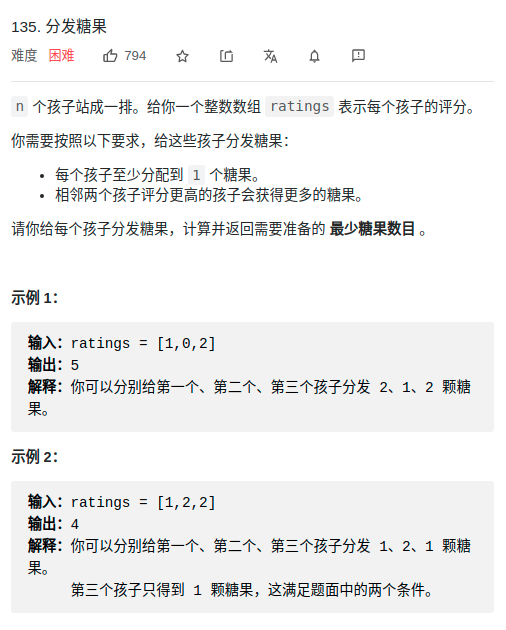 135. 分发糖果
难度 困难 794
n 个孩子站成一排。给你一个整数数组 ratings 表示每个孩子的评分。
你需要按照以下要求，给这些孩子分发糖果：
• 每个孩子至少分配到 1 个糖果。
• 相邻两个孩子评分更高的孩子会获得更多的糖果。
请你给每个孩子分发糖果，计算并返回需要准备的 最少糖果数目 。
示例 1：
输入：ratings = [1,0,2]
输出：5
解释：你可以分别给第一个、第二个、第三个孩子分发 2、1、2 颗糖
果。
示例 2：
输入：ratings = [1,2,2]
输出：4
解释：你可以分别给第一个、第二个、第三个孩子分发 1、2、1 颗糖
果。
第三个孩子只得到 1 颗糖果，这满足题面中的两个条件。